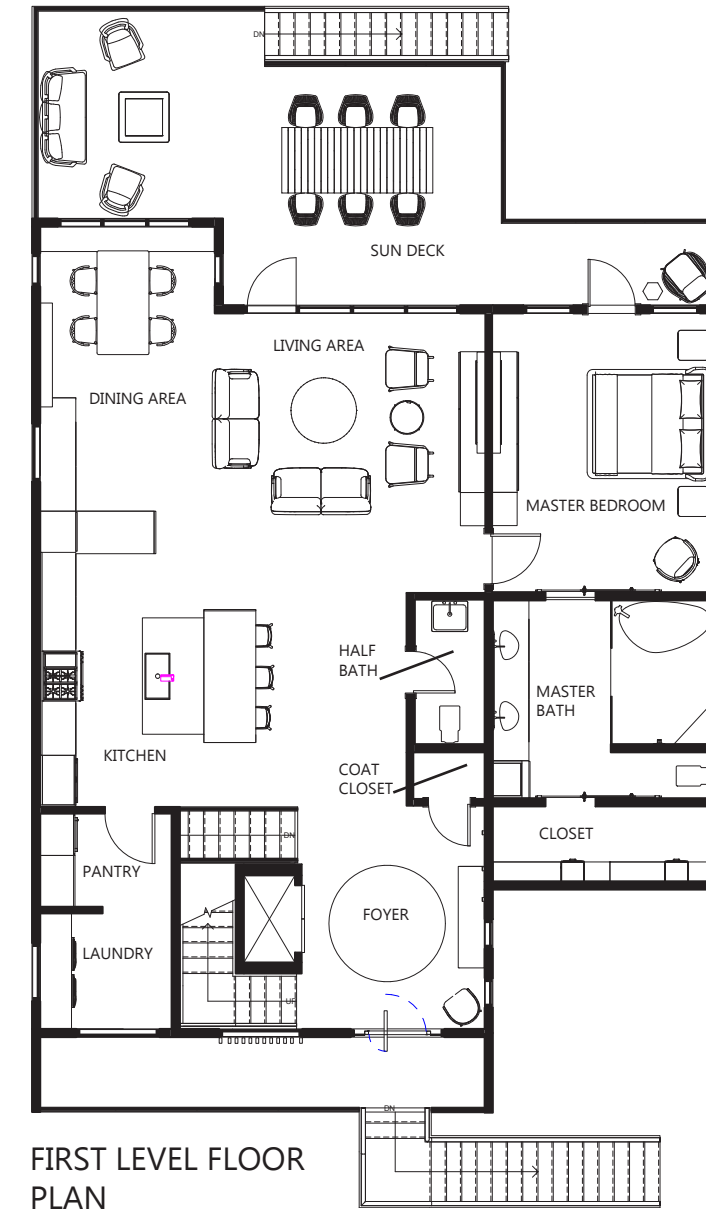 DN
SUN DECK
LIVING AREA
DINING AREA
MASTER BEDROOM
HALF
BATH
MASTER
BATH
KITCHEN
COAT
CLOSET
CLOSET
DN
PANTRY
FOYER
LAUNDRY
UP
DN
FIRST LEVEL FLOOR
PLAN